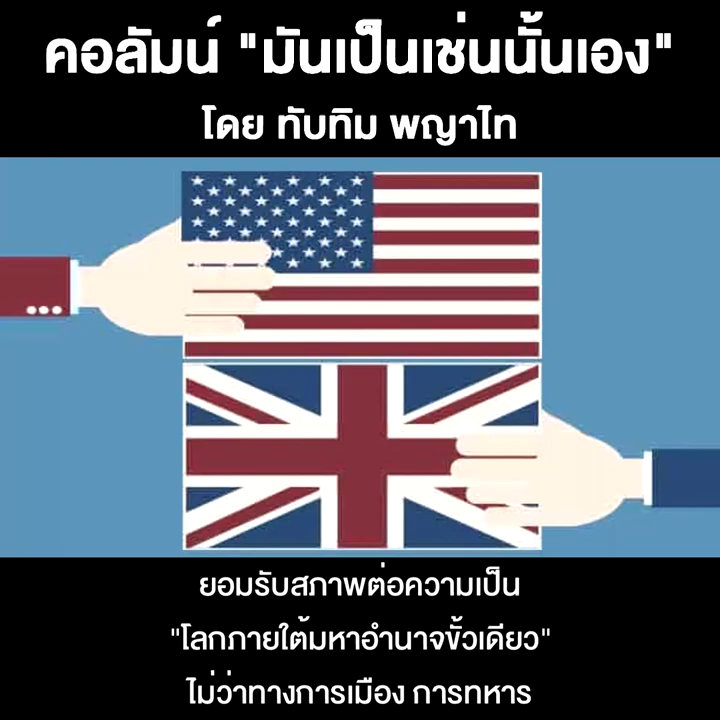 คอลัมน์ "มันเป็นเช่นนั้นเอง"
โดย ทับทิม พญาไท
ยอมรับสภาพต่อความเป็น
"โลกภายใต้มหาอำนาจขั้วเดียว"
ไม่ว่าทางการเมือง การทหาร